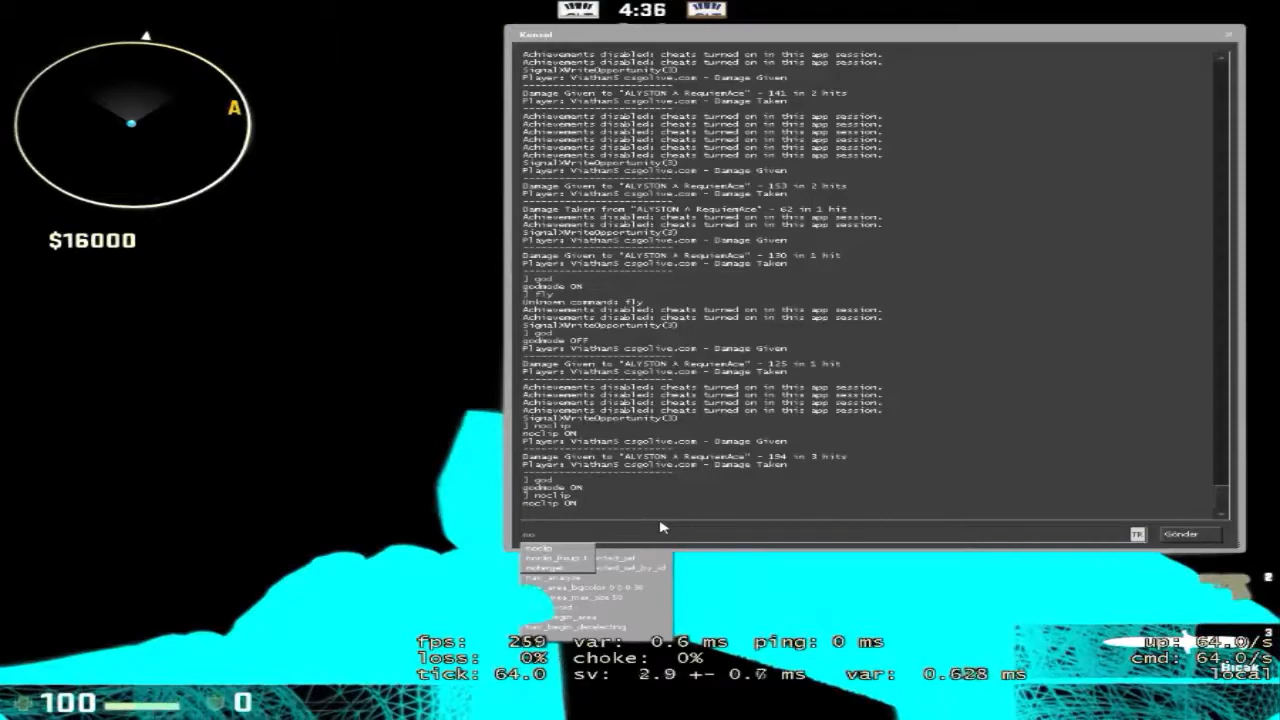 4:36
Konsol
A
$16000
Achievements disabled: cheats turned on in this app session.
Achievements disabled: cheats turned on in this app session.
SignalXWriteOpportunity(3)
Player: ViathanS csgolive.com - Damage Given
-------------------------
Damage Given to "ALYSTON ^ RequiemAce" - 141 in 2 hits
Player: ViathanS csgolive.com - Damage Taken
-------------------------
Achievements disabled: cheats turned on in this app session.
Achievements disabled: cheats turned on in this app session.
Achievements disabled: cheats turned on in this app session.
Achievements disabled: cheats turned on in this app session.
Achievements disabled: cheats turned on in this app session.
Achievements disabled: cheats turned on in this app session.
SignalXWriteOpportunity(3)
Player: ViathanS csgolive.com - Damage Given
-------------------------
Damage Given to "ALYSTON ^ RequiemAce" - 153 in 2 hits
Player: ViathanS csgolive.com - Damage Taken
-------------------------
Damage Taken from "ALYSTON ^ RequiemAce" - 62 in 1 hit
Achievements disabled: cheats turned on in this app session.
Achievements disabled: cheats turned on in this app session.
SignalXWriteOpportunity(3)
Player: ViathanS csgolive.com - Damage Given
-------------------------
Damage Given to "ALYSTON ^ RequiemAce" - 130 in 1 hit
Player: ViathanS csgolive.com - Damage Taken
-------------------------
] god
godmode ON
] fly
Unknown command: fly
Achievements disabled: cheats turned on in this app session.
Achievements disabled: cheats turned on in this app session.
SignalXWriteOpportunity(3)
] god
godmode OFF
Player: ViathanS csgolive.com - Damage Given
-------------------------
Damage Given to "ALYSTON ^ RequiemAce" - 125 in 1 hit
Player: ViathanS csgolive.com - Damage Taken
-------------------------
Achievements disabled: cheats turned on in this app session.
Achievements disabled: cheats turned on in this app session.
Achievements disabled: cheats turned on in this app session.
Achievements disabled: cheats turned on in this app session.
SignalXWriteOpportunity(3)
] noclip
noclip ON
Player: ViathanS csgolive.com - Damage Given
-------------------------
Damage Given to "ALYSTON ^ RequiemAce" - 194 in 3 hits
Player: ViathanS csgolive.com - Damage Taken
-------------------------
] god
godmode ON
] noclip
noclip ON
no
TR
Gönder
noclip
noclip_fixup 1
notarget
nav_analyze
nav_begin_deselecting
2
3
fps: 259 var: 0.6 ms ping: 0 ms
loss: 0% choke: 0%
tick: 64.0 sv: 2.9 +- 0.7 ms var: 0.628 ms
up: 64.0/s
cmd: 64.0/s
Bıçak
local
100
0